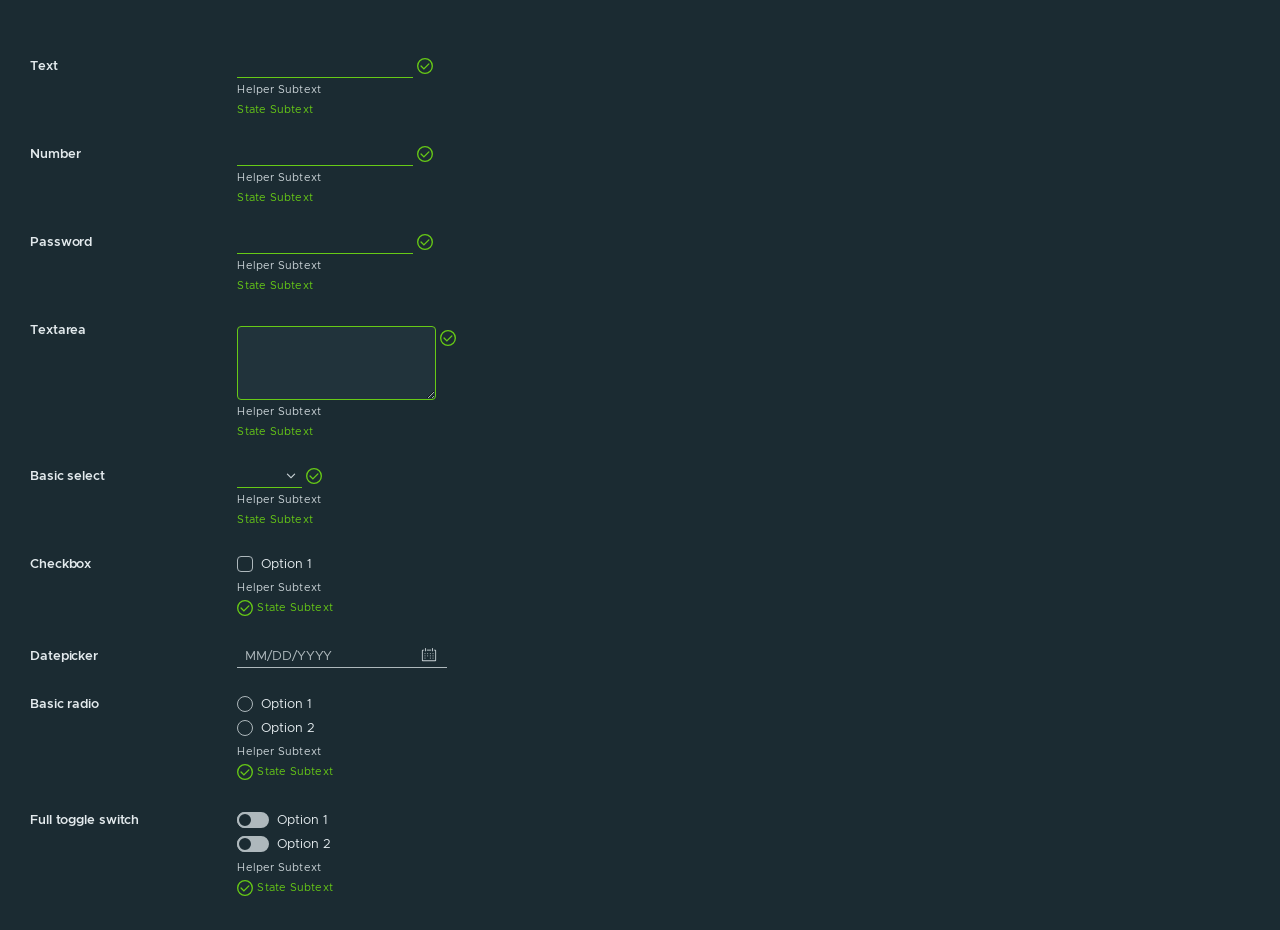 Text
Helper Subtext
State Subtext
Number
Helper Subtext
State Subtext
Password
Helper Subtext
State Subtext
Textarea
Helper Subtext
State Subtext
Basic select
Helper Subtext
State Subtext
Checkbox
Option 1
Helper Subtext
State Subtext
Datepicker
MM/DD/YYYY
Basic radio
Option 1
Option 2
Helper Subtext
State Subtext
Full toggle switch
Option 1
Option 2
Helper Subtext
State Subtext